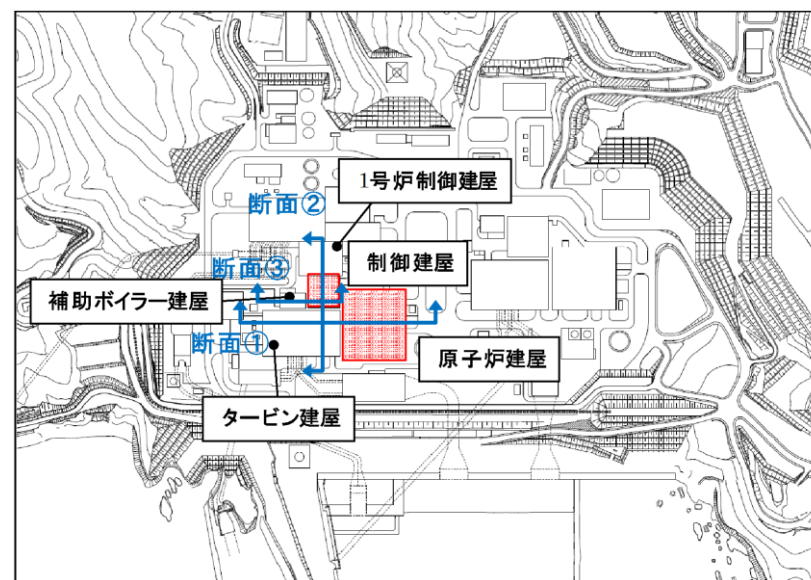 1号炉制御建屋
断面②
制御建屋
断面③
補助ボイラー建屋
断面①
原子炉建屋
タービン建屋